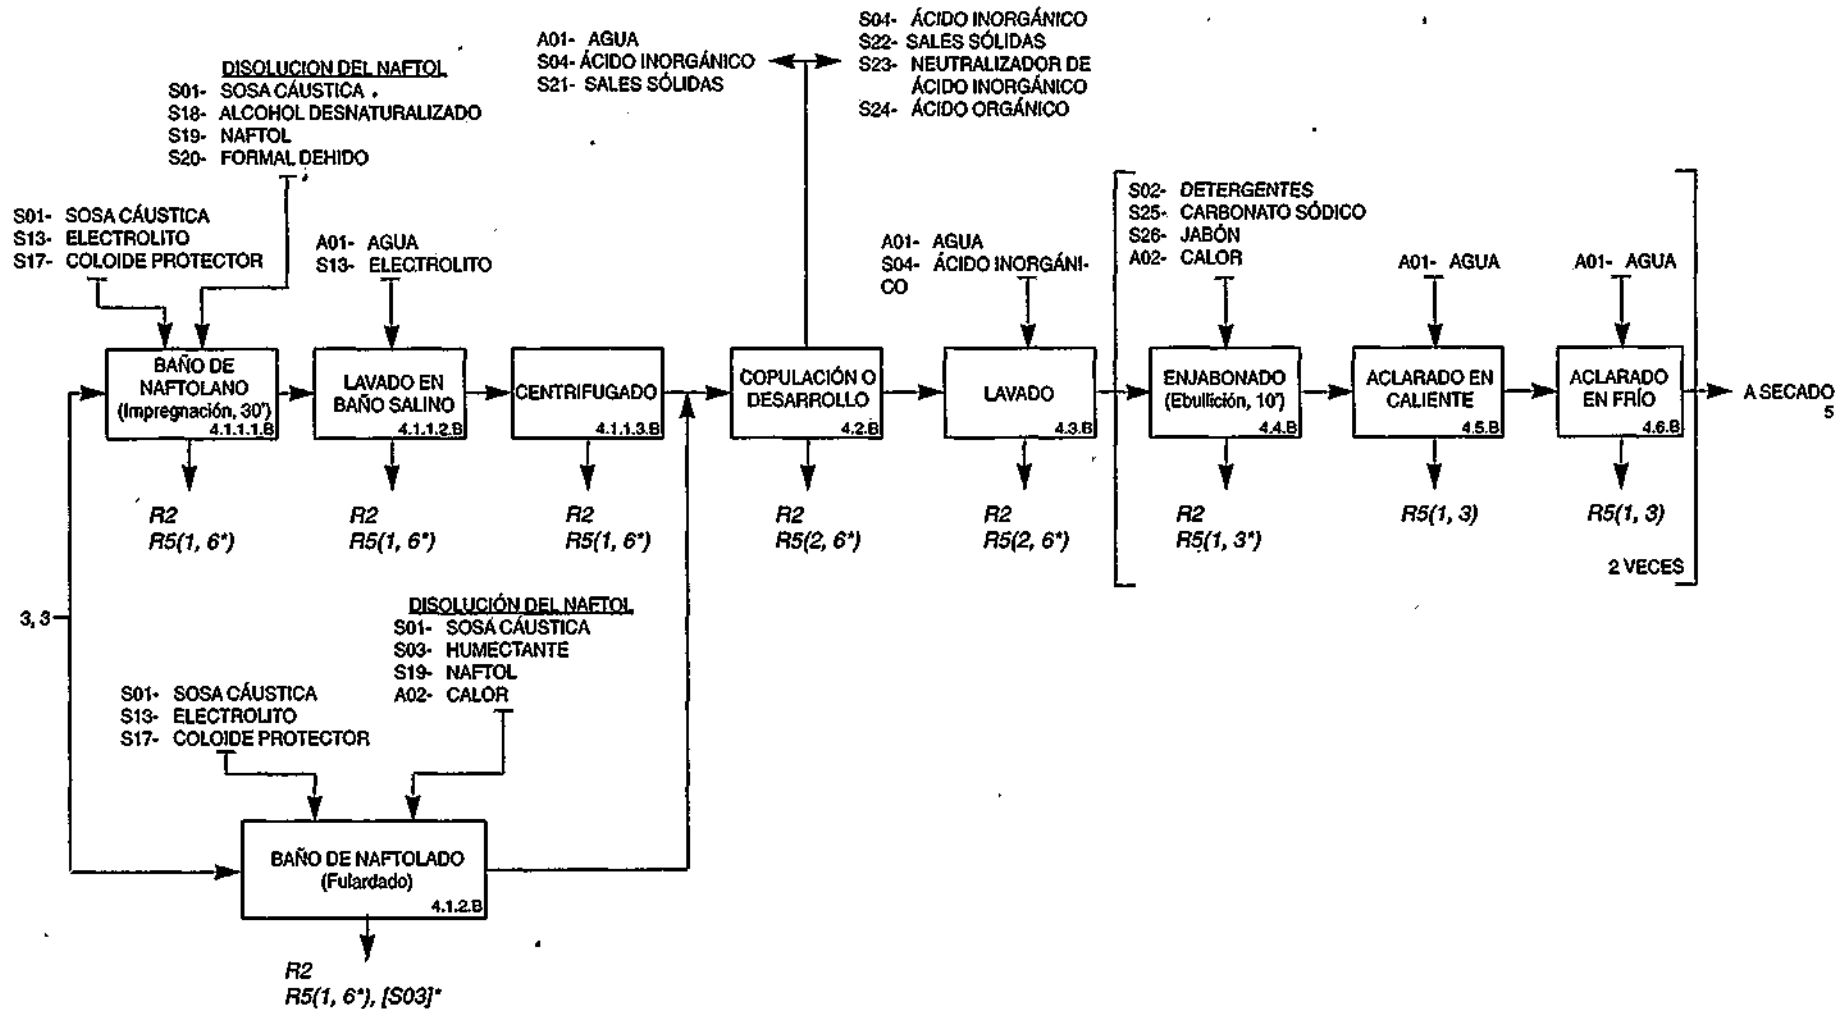 S04- ÁCIDO INORGÁNICO
S22- SALES SÓLIDAS
S23- NEUTRALIZADOR DE
ÁCIDO INORGÁNICO
S24- ÁCIDO ORGÁNICO
A01- AGUA
S04- ÁCIDO INORGÁNICO
S21- SALES SÓLIDAS
DISOLUCION DEL NAFTOL
S01- SOSA CÁUSTICA
S18- ALCOHOL DESNATURALIZADO
S19- NAFTOL
S20- FORMAL DEHIDO
S01- SOSA CÁUSTICA
S13- ELECTROLITO
S17- COLOIDE PROTECTOR
A01- AGUA
S13- ELECTROLITO
A01- AGUA
S04- ÁCIDO INORGÁNI-
CO
S02- DETERGENTES
S25- CARBONATO SÓDICO
S26- JABÓN
A02- CALOR
A01- AGUA
A01- AGUA
BAÑO DE
NAFTOLANO
(Impregnación, 30')
4.1.1.1.B
LAVADO EN
BAÑO SALINO
4.1.1.2.B
CENTRIFUGADO
4.1.1.3.B
COPULACIÓN O
DESARROLLO
4.2.B
LAVADO
4.3.B
ENJABONADO
(Ebullición, 10')
4.4.B
ACLARADO EN
CALIENTE
4.5.B
ACLARADO
EN FRÍO
4.6.B
A SECADO
5
R2
R5(1, 6*)
R2
R5(1, 6*)
R2
R5(1, 6*)
R2
R5(2, 6*)
R2
R5(2, 6*)
R2
R5(1, 3*)
R5(1, 3)
R5(1, 3)
2 VECES
3, 3
DISOLUCIÓN DEL NAFTOL
S01- SOSA CÁUSTICA
S03- HUMECTANTE
S19- NAFTOL
A02- CALOR
S01- SOSA CÁUSTICA
S13- ELECTROLITO
S17- COLOIDE PROTECTOR
BAÑO DE NAFTOLADO
(Fulardado)
4.1.2.B
R2
R5(1, 6*), [S03]*